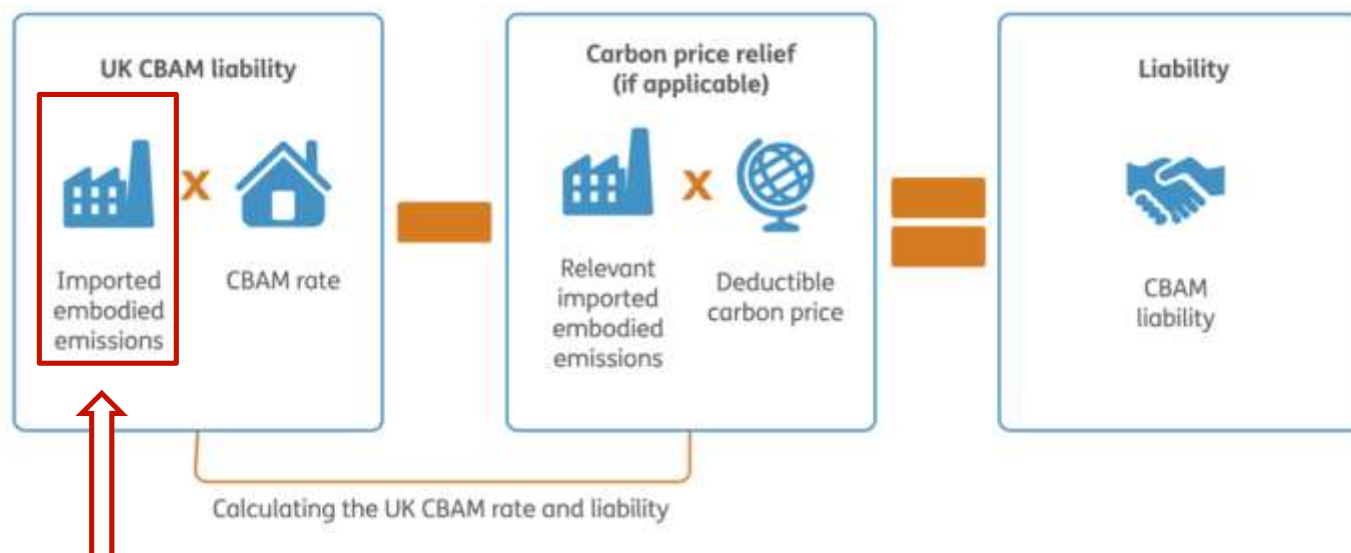 UK CBAM liability
Imported
embodied
emissions
X
CBAM rate
Carbon price relief
(if applicable)
Relevant
imported
embodied
emissions
X
Deductible
carbon price
Liability
CBAM
liability
Calculating the UK CBAM rate and liability